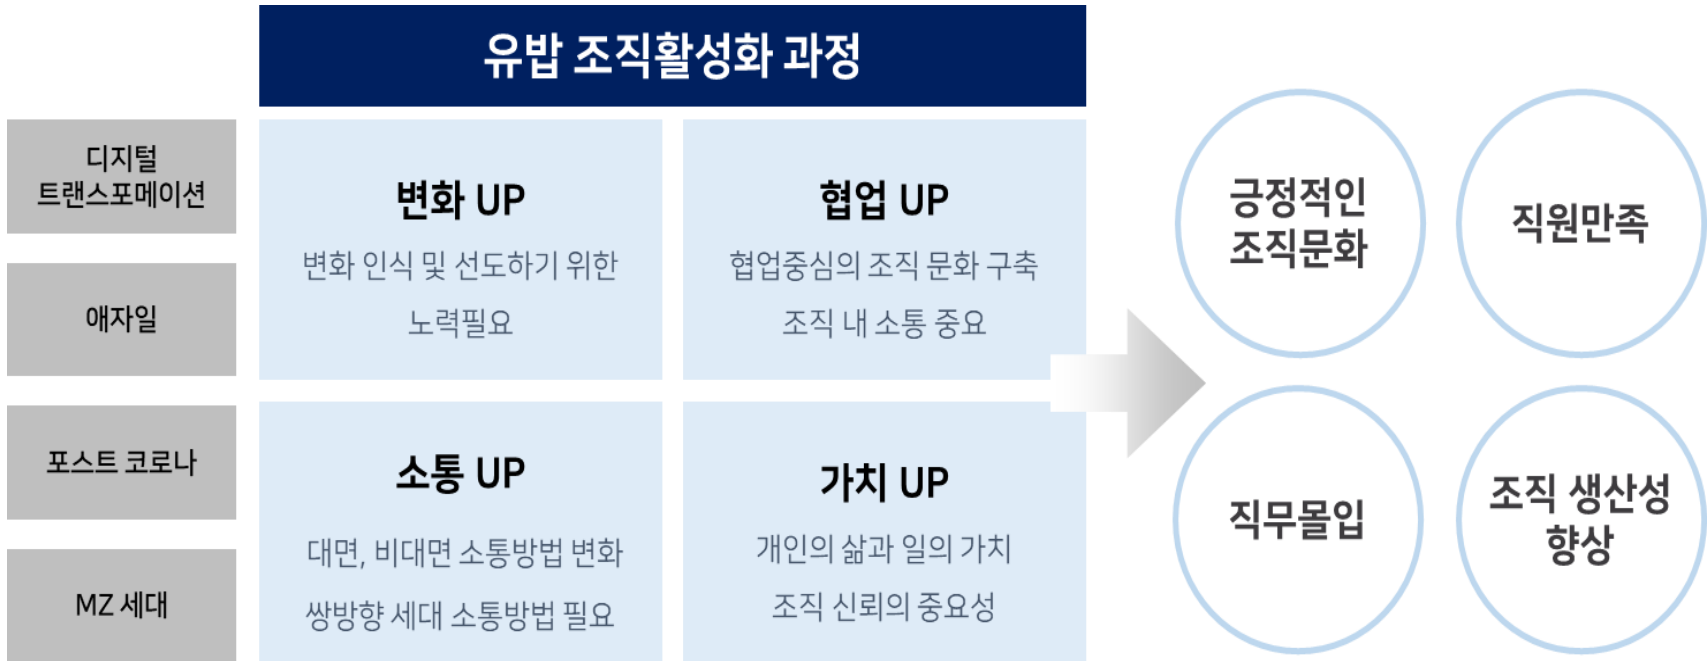 유밥 조직활성화 과정
디지털
트랜스포메이션
애자일
포스트 코로나
MZ 세대
변화 UP
변화 인식 및 선도하기 위한
노력필요
협업 UP
협업중심의 조직 문화 구축
조직 내 소통 중요
소통 UP
대면, 비대면 소통방법 변화
쌍방향 세대 소통방법 필요
가치 UP
개인의 삶과 일의 가치
조직 신뢰의 중요성
긍정적인
조직문화
직원만족
직무몰입
조직 생산성
향상